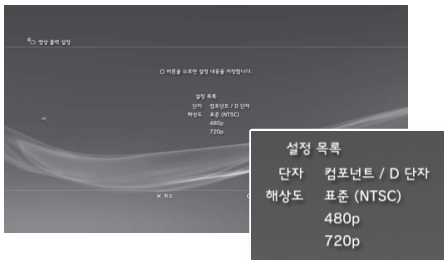 영상 출력 설정
○ 버튼을 누르면 설정 내용을 저장합니다.
설정 목록
단자 컴포넌트 / D 단자
해상도 표준 (NTSC)
480p
720p
✕ 취소
설정 목록
단자 컴포넌트 / D 단자
해상도 표준 (NTSC)
480p
720p